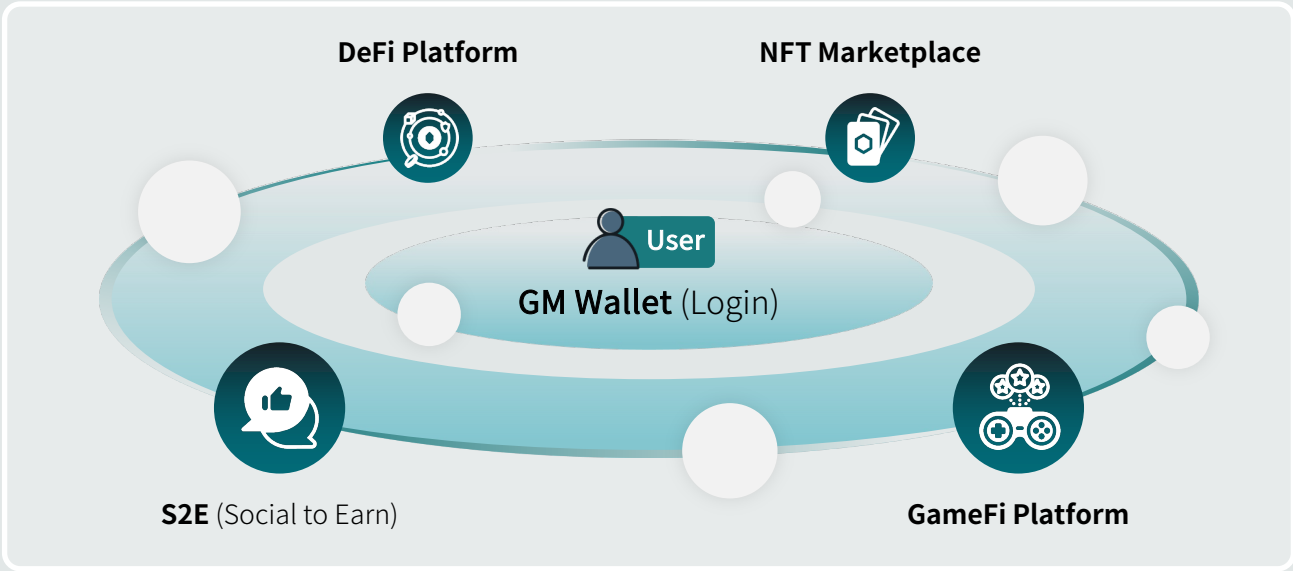 DeFi Platform
NFT Marketplace
User
GM Wallet (Login)
S2E (Social to Earn)
GameFi Platform